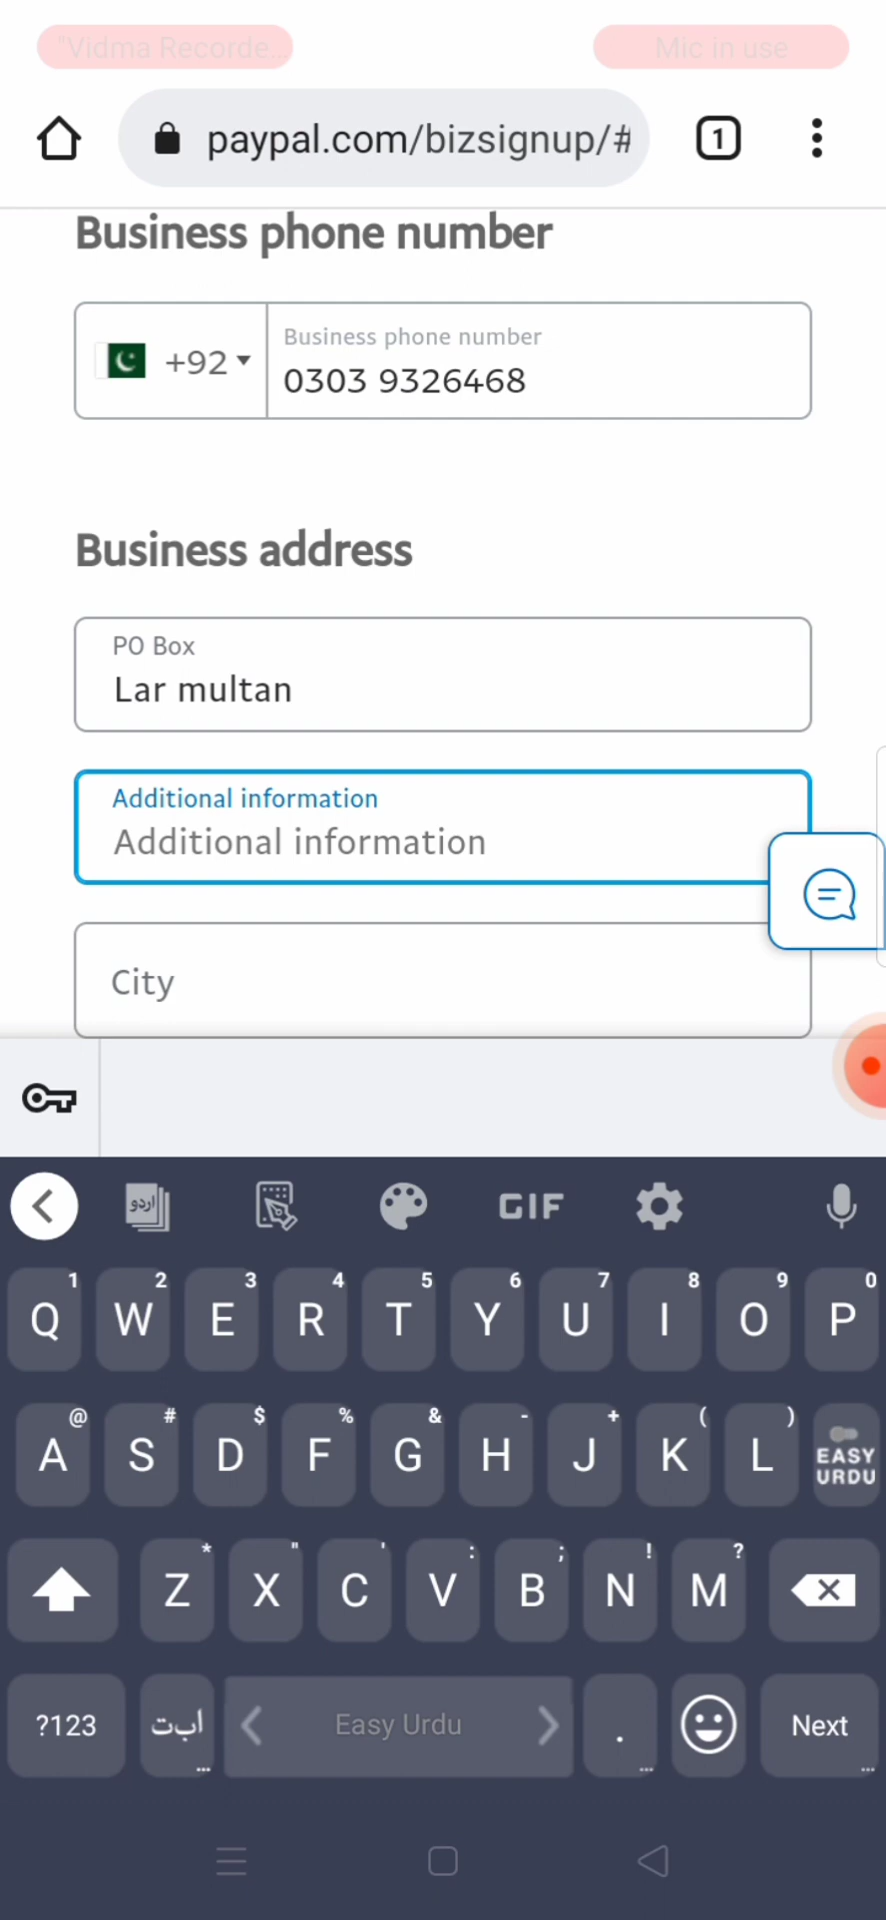 "Vidma Recorde...
Mic in use
paypal.com/bizsignup/#
1
Business phone number
+92
Business phone number
0303 9326468
Business address
PO Box
Lar multan
Additional information
Additional information
City
اردو
GIF
1 2 3 4 5 6 7 8 9 0
Q W E R T Y U I O P
@ # $ % & - + ( )
A S D F G H J K L
EASY
URDU
* " ' : ; ! ?
Z X C V B N M
?123
ا ب ت
...
Easy Urdu
.
...
Next
...